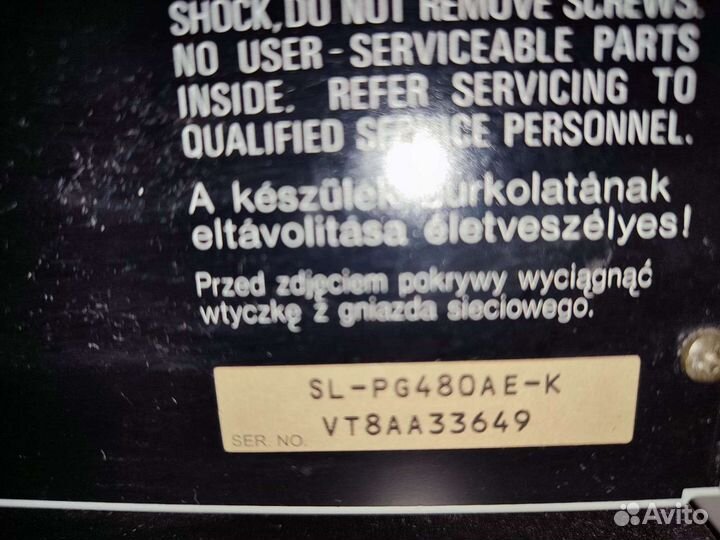 SHOCK, DO NOT REMOVE SCREWS.
NO USER-SERVICEABLE PARTS
INSIDE. REFER SERVICING TO
QUALIFIED SERVICE PERSONNEL.
A készülék burkolatának
eltávolítása életveszélyes!
Przed zdjęciem pokrywy wyciągnąć
wtyczkę z gniazda sieciowego.
SL-PG480AE-K
SER. NO. VT8AA33649
Avito